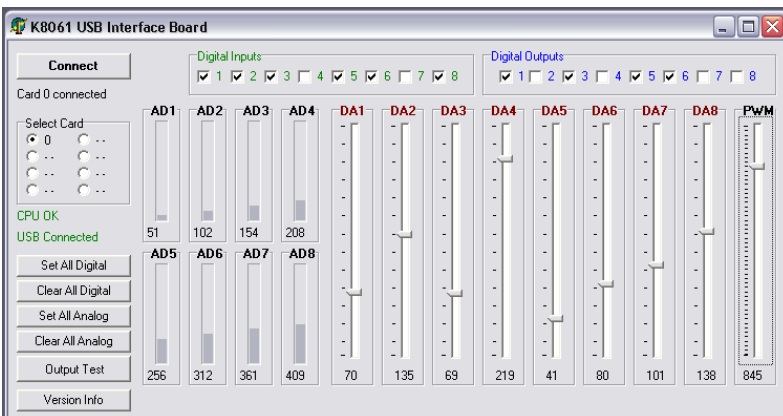 K8061 USB Interface Board
Connect
Card 0 connected
Select Card
0 --
-- --
-- --
-- --
CPU OK
USB Connected
Set All Digital
Clear All Digital
Set All Analog
Clear All Analog
Output Test
Version Info
Digital Inputs
1 2 3 4 5 6 7 8
Digital Outputs
1 2 3 4 5 6 7 8
AD1 AD2 AD3 AD4
51 102 154 208
AD5 AD6 AD7 AD8
256 312 361 409
DA1 DA2 DA3 DA4 DA5 DA6 DA7 DA8 PWM
70 135 69 219 41 80 101 138 845